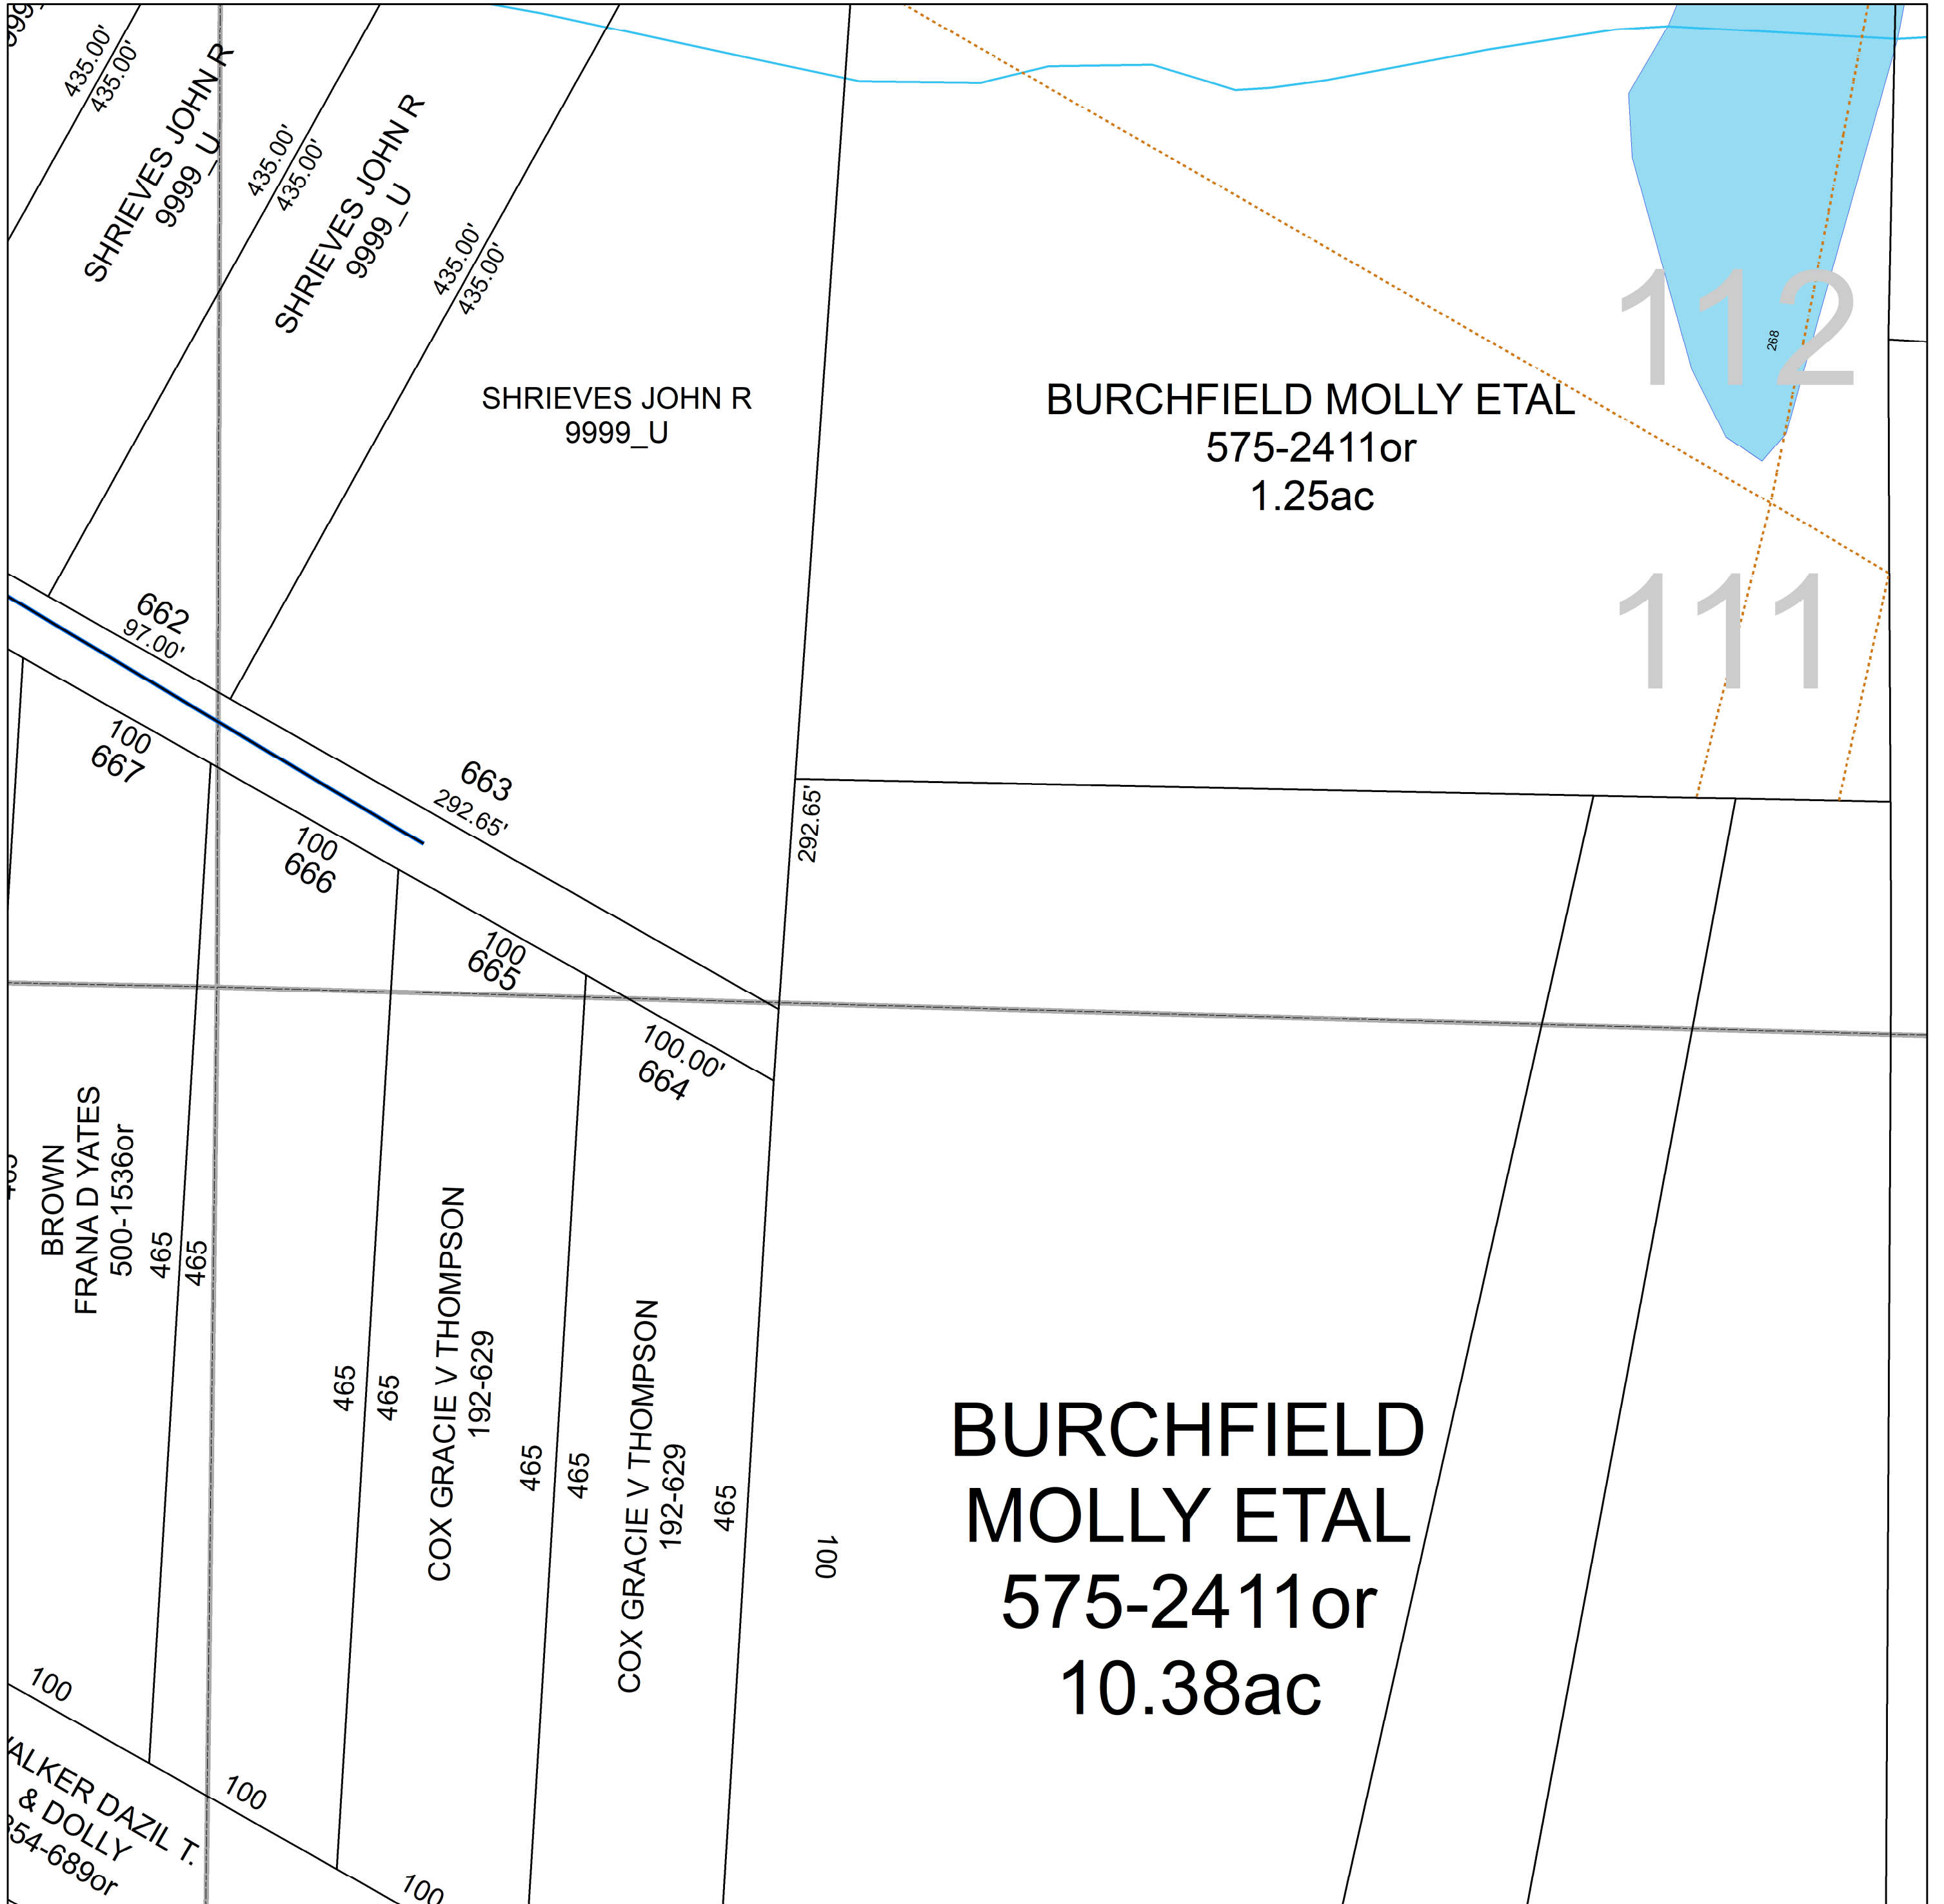 435.00'
435.00'
SHRIEVES JOHN R
9999_U
435.00'
435.00'
SHRIEVES JOHN R
9999_U
435.00'
435.00'
SHRIEVES JOHN R
9999_U
BURCHFIELD MOLLY ETAL
575-2411or
1.25ac
112
268
111
662
97.00'
663
292.65'
292.65'
100
667
100
666
100
665
100.00'
664
BROWN
FRANA D YATES
500-1536or
465
465
465
465
COX GRACIE V THOMPSON
192-629
465
465
COX GRACIE V THOMPSON
192-629
465
100
BURCHFIELD
MOLLY ETAL
575-2411or
10.38ac
100
100
100
ALKER DAZIL T.
& DOLLY
54-689or